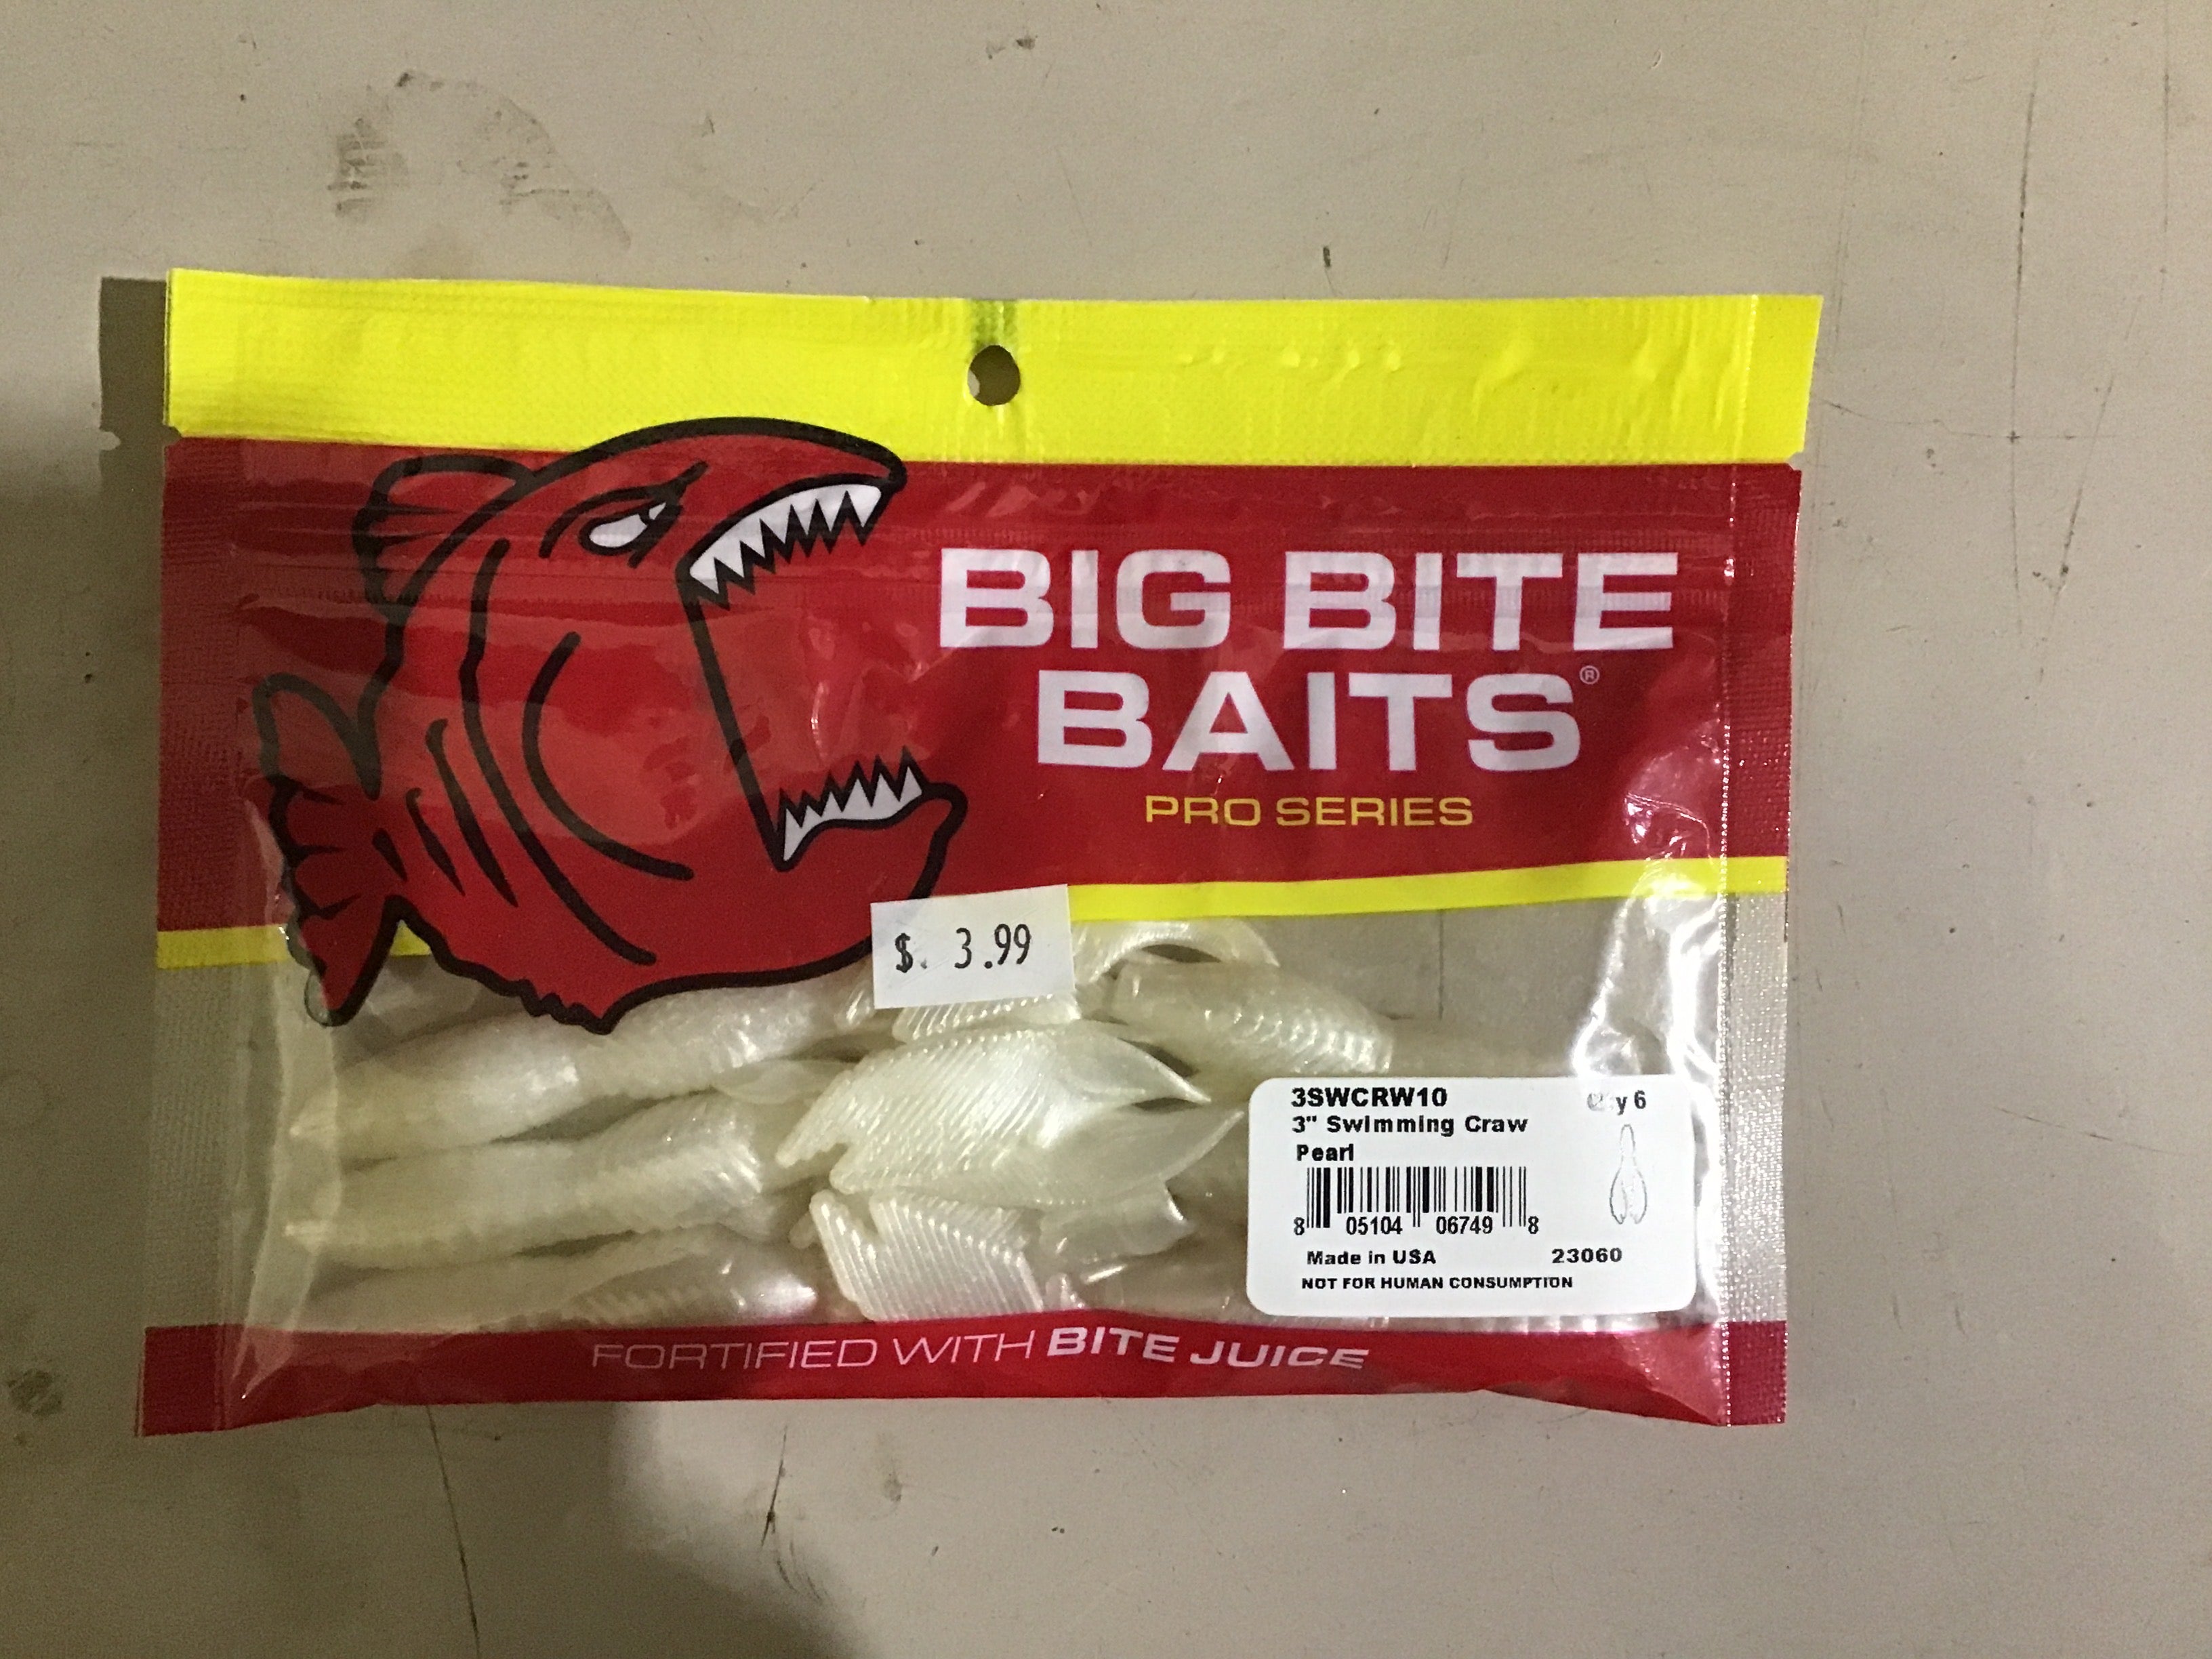 BIG BITE
BAITS®
PRO SERIES
$. 3.99
3SWCRW10
3" Swimming Craw
Pearl
6
8 05104 06749 8
Made in USA 23060
NOT FOR HUMAN CONSUMPTION
FORTIFIED WITH BITE JUICE